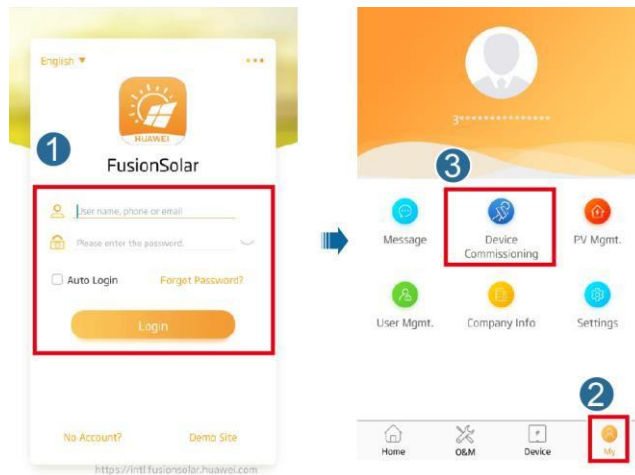 English ▼
HUAWEI
1
FusionSolar
User name, phone or email
Please enter the password.
Auto Login
Forgot Password?
Login
No Account?
Demo Site
https://intl.fusionsolar.huawei.com
3**************
3
Message
Device
Commissioning
PV Mgmt.
User Mgmt.
Company Info
Settings
2
Home
O&M
Device
My